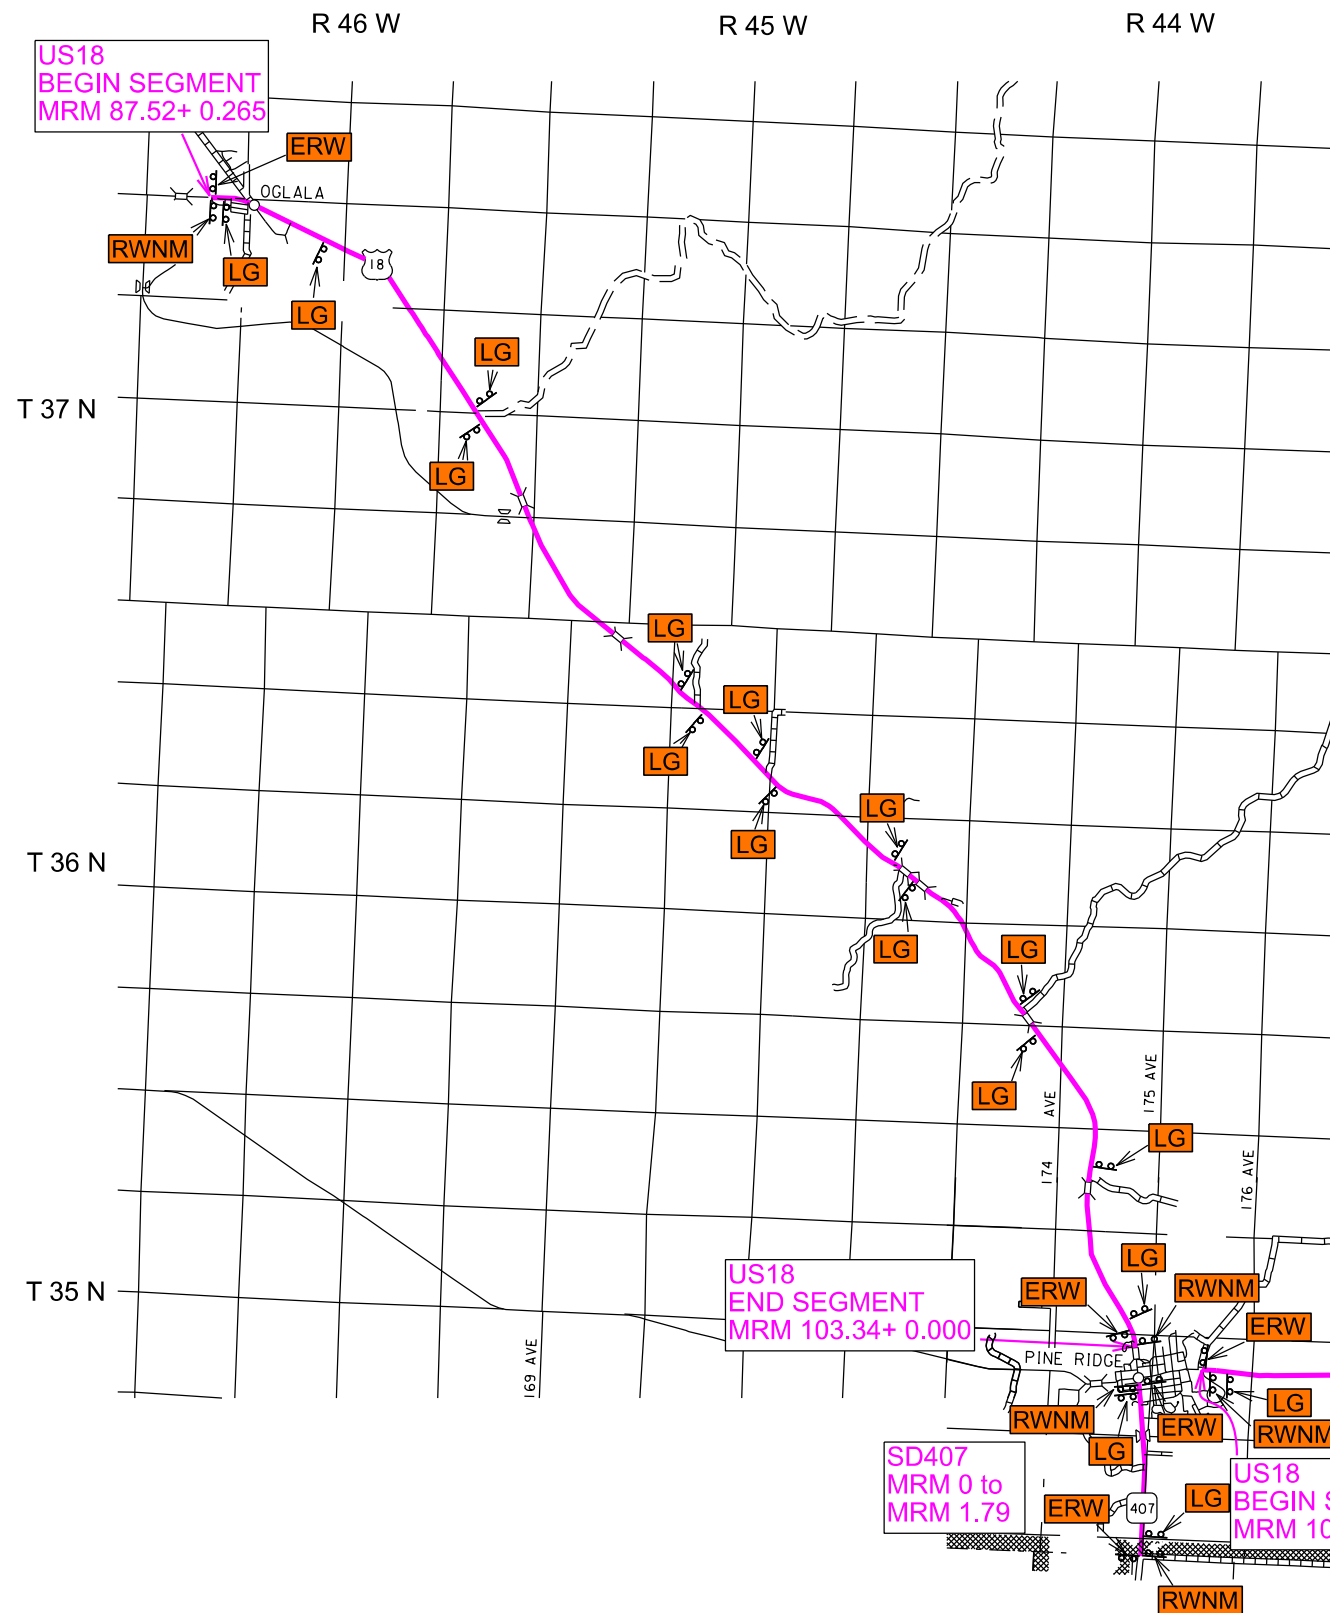 R 46 W
R 45 W
R 44 W
US18
BEGIN SEGMENT
MRM 87.52+ 0.265
ERW
OGLALA
RWNM
LG
18
LG
LG
T 37 N
LG
LG
LG
LG
LG
LG
T 36 N
LG
LG
LG
LG
175 AVE
174 AVE
LG
176 AVE
LG
US18
END SEGMENT
MRM 103.34+ 0.000
T 35 N
ERW
RWNM
ERW
PINE RIDGE
169 AVE
LG
RWNM
ERW
RWNM
LG
SD407
MRM 0 to
MRM 1.79
US18
BEGIN S
MRM 10
LG
ERW
407
RWNM